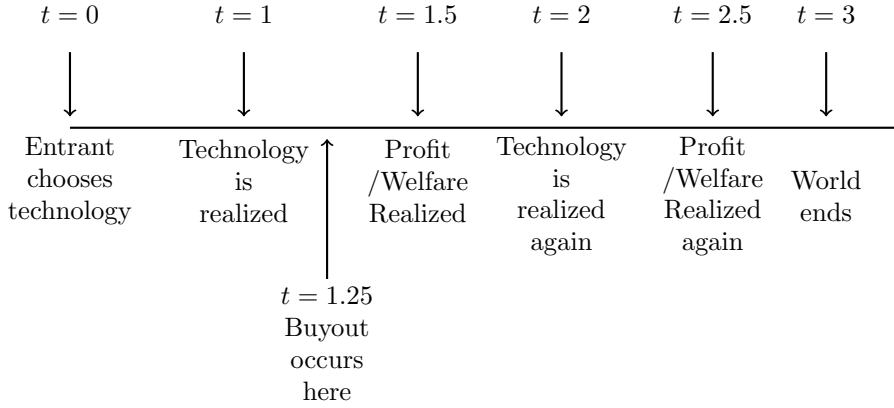 t = 0
t = 1
t = 1.5
t = 2
t = 2.5
t = 3
Entrant
chooses
technology
Technology
is
realized
Profit
/Welfare
Realized
Technology
is
realized
again
Profit
/Welfare
Realized
again
World
ends
t = 1.25
Buyout
occurs
here